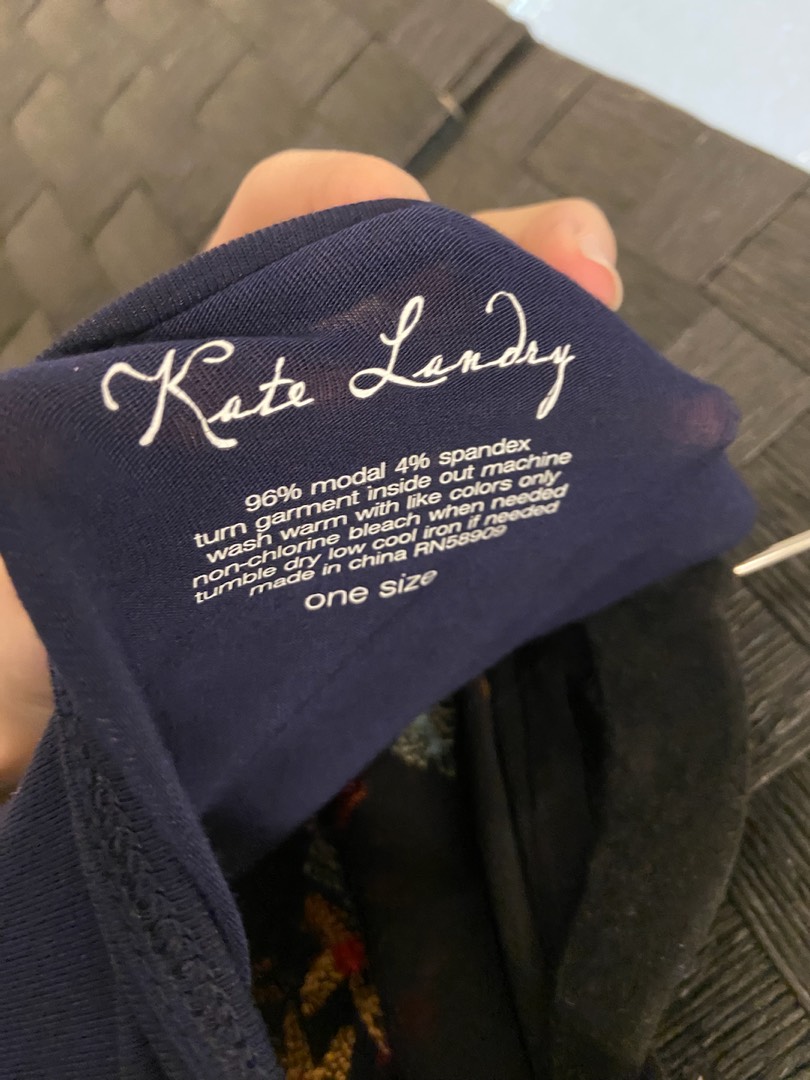 Kate Landry
96% modal 4% spandex
turn garment inside out machine
wash warm with like colors only
non-chlorine bleach when needed
tumble dry low cool iron if needed
made in china RN58909
one size